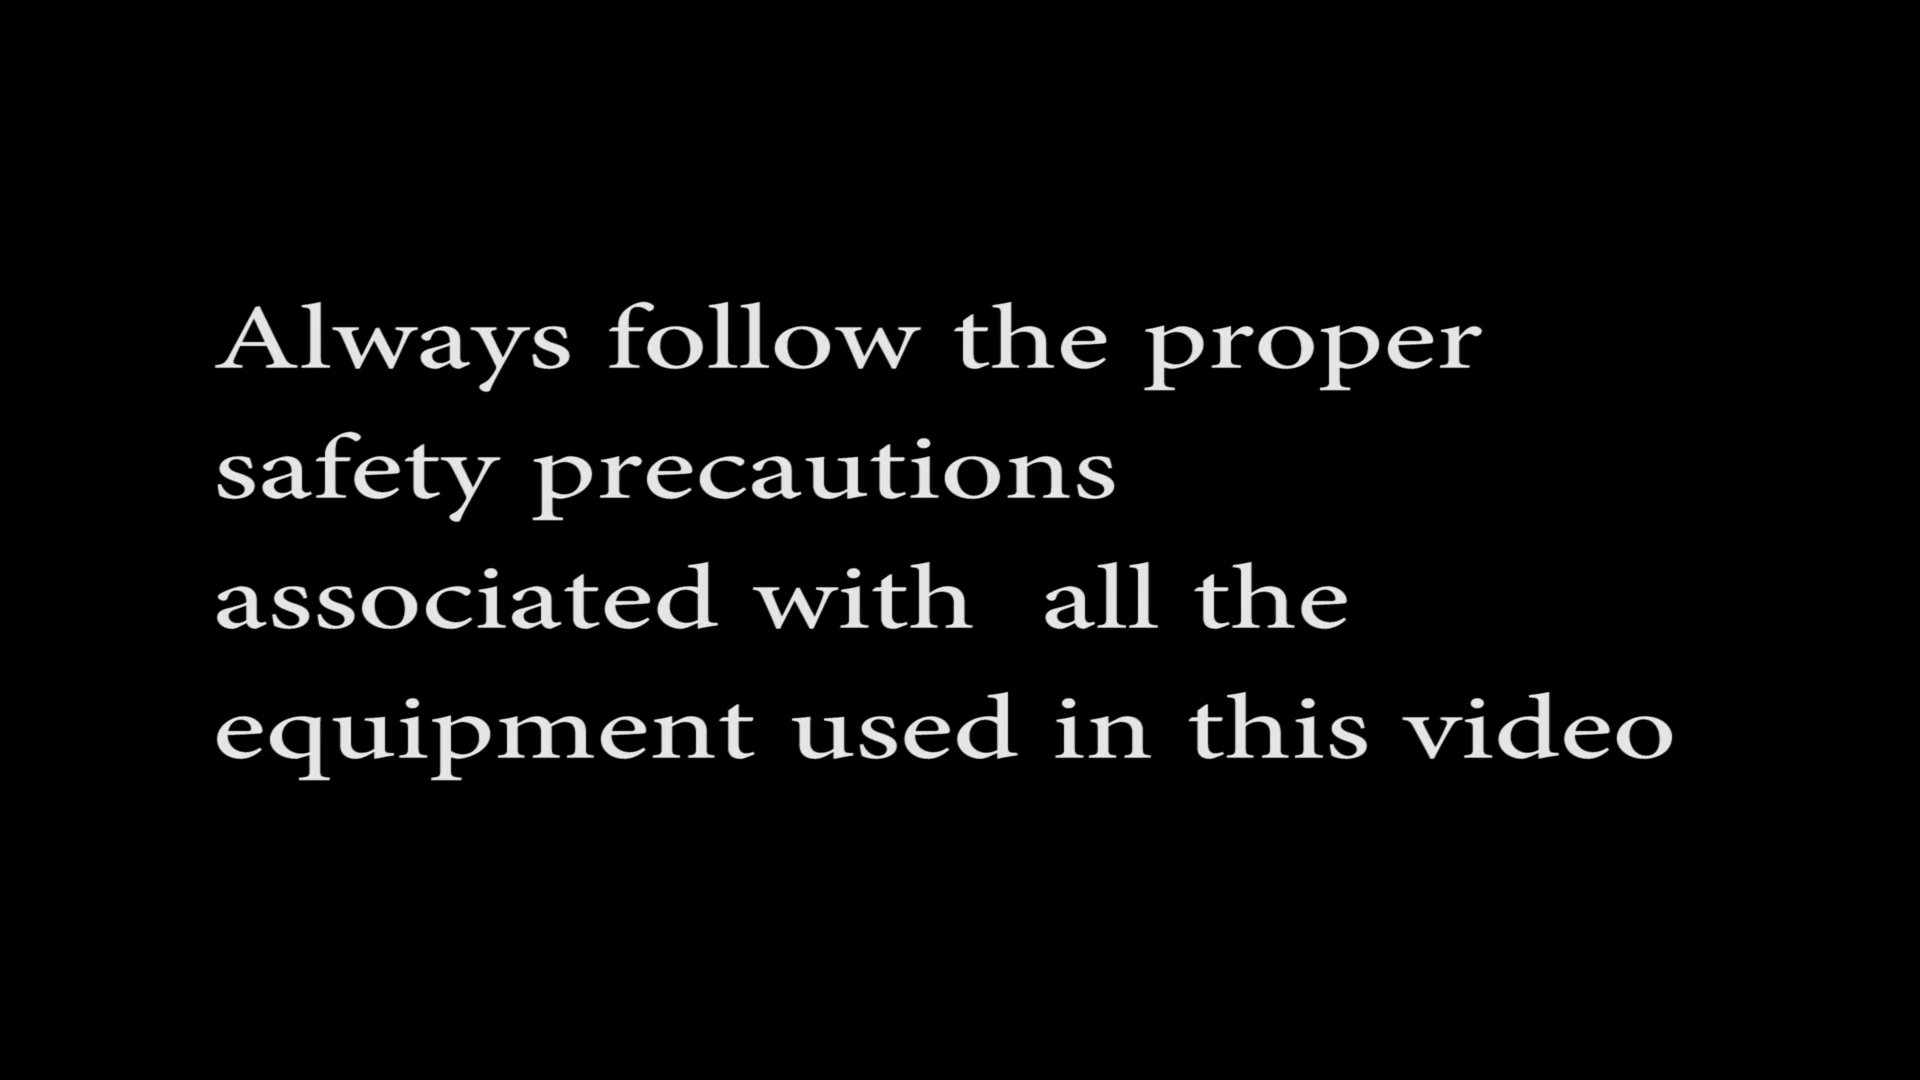 Always follow the proper
safety precautions
associated with  all the
equipment used in this video